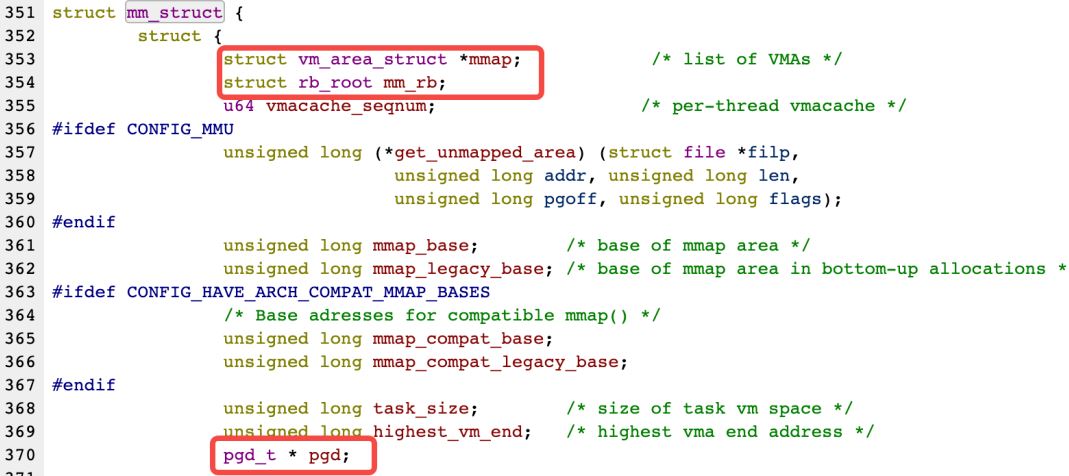 351 struct mm_struct {
352 struct {
353 struct vm_area_struct *mmap; /* list of VMAs */
354 struct rb_root mm_rb;
355 u64 vmacache_seqnum; /* per-thread vmacache */
356 #ifdef CONFIG_MMU
357 unsigned long (*get_unmapped_area) (struct file *filp,
358 unsigned long addr, unsigned long len,
359 unsigned long pgoff, unsigned long flags);
360 #endif
361 unsigned long mmap_base; /* base of mmap area */
362 unsigned long mmap_legacy_base; /* base of mmap area in bottom-up allocations *
363 #ifdef CONFIG_HAVE_ARCH_COMPAT_MMAP_BASES
364 /* Base adresses for compatible mmap() */
365 unsigned long mmap_compat_base;
366 unsigned long mmap_compat_legacy_base;
367 #endif
368 unsigned long task_size; /* size of task vm space */
369 unsigned long highest_vm_end; /* highest vma end address */
370 pgd_t * pgd;